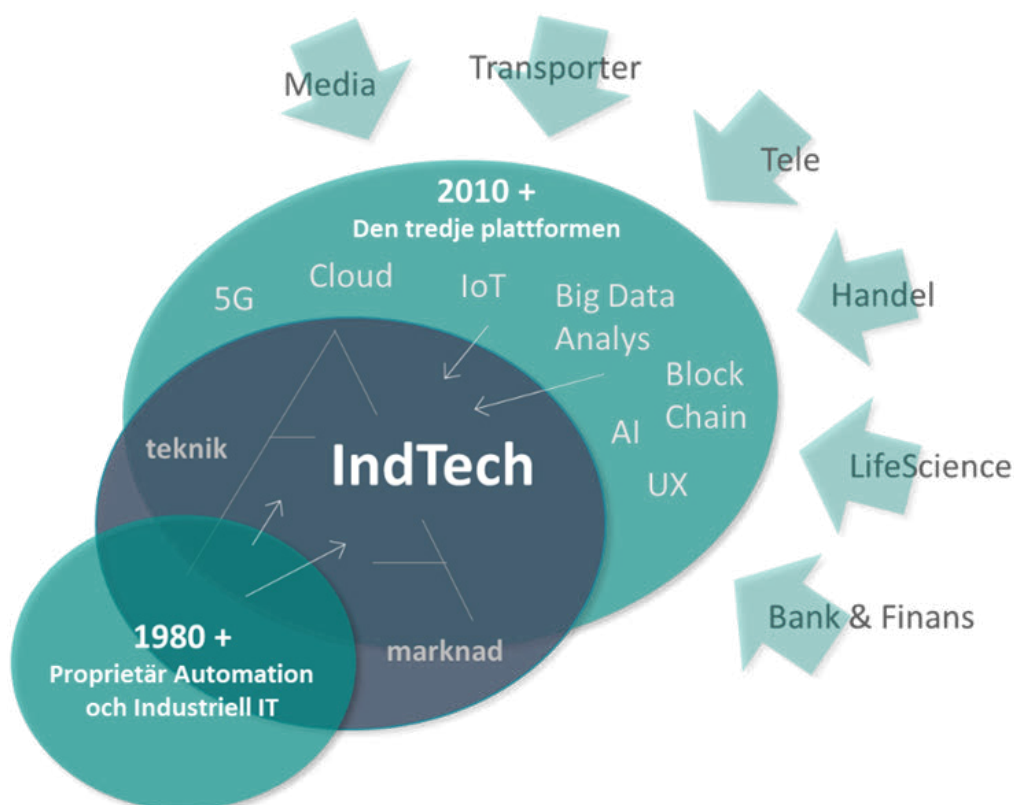 Media
Transporter
Tele
2010 +
Den tredje plattformen
5G
Cloud
IoT
Big Data
Analys
Handel
Block
Chain
AI
teknik
IndTech
UX
LifeScience
1980 +
Proprietär Automation
och Industriell IT
marknad
Bank & Finans